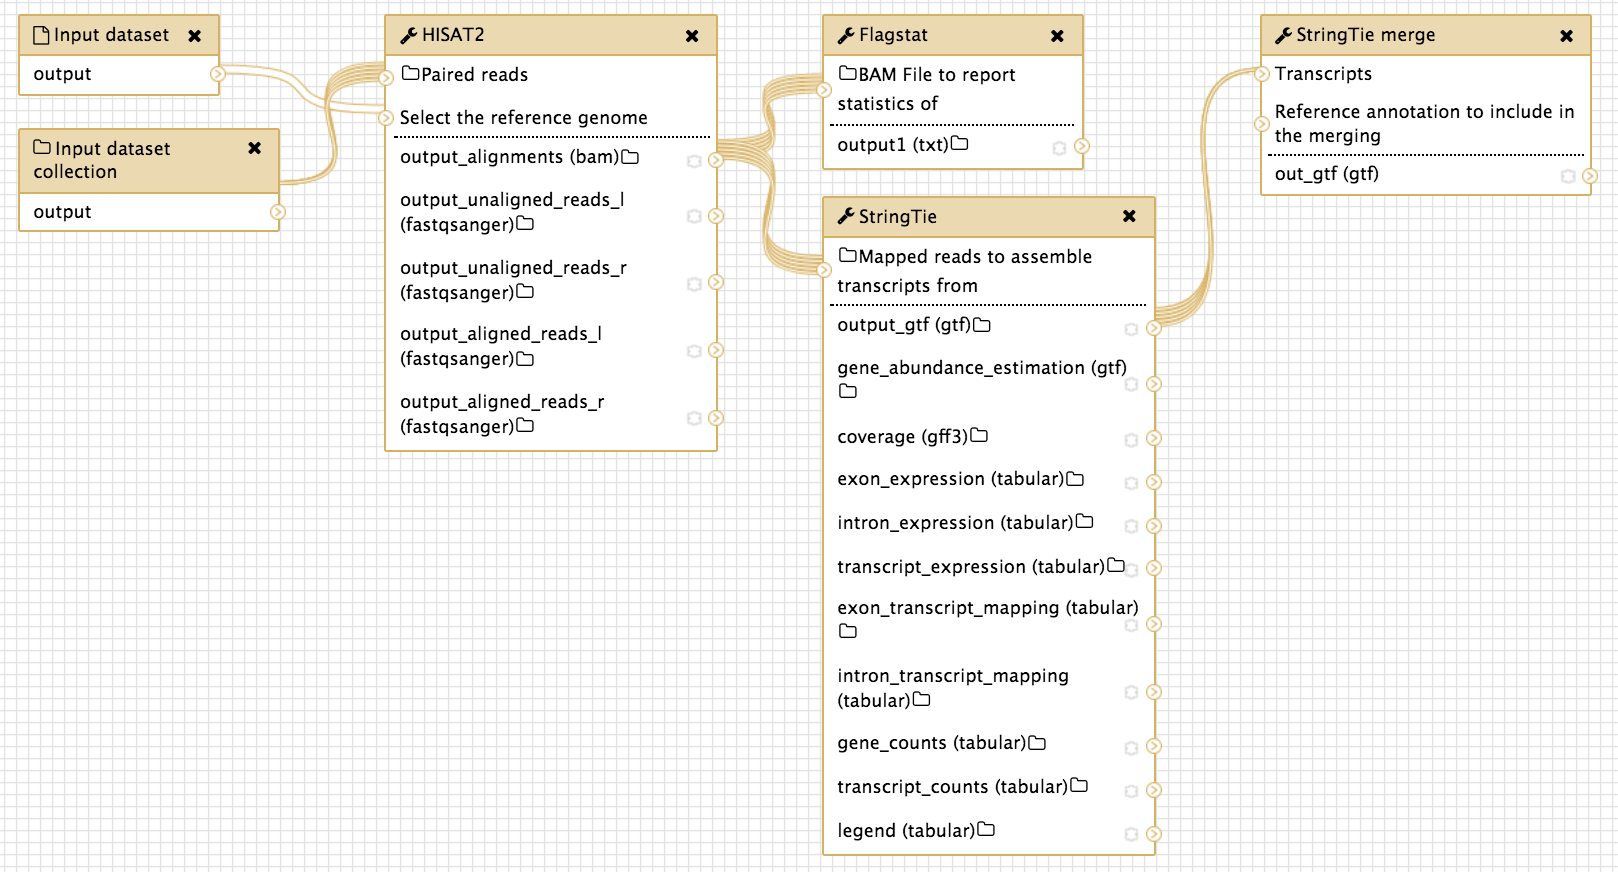 Input dataset
output
Input dataset
collection
output
HISAT2
Paired reads
Select the reference genome
output_alignments (bam)
output_unaligned_reads_l
(fastqsanger)
output_unaligned_reads_r
(fastqsanger)
output_aligned_reads_l
(fastqsanger)
output_aligned_reads_r
(fastqsanger)
Flagstat
BAM File to report
statistics of
output1 (txt)
StringTie
Mapped reads to assemble
transcripts from
output_gtf (gtf)
gene_abundance_estimation (gtf)
coverage (gff3)
exon_expression (tabular)
intron_expression (tabular)
transcript_expression (tabular)
exon_transcript_mapping (tabular)
intron_transcript_mapping
(tabular)
gene_counts (tabular)
transcript_counts (tabular)
legend (tabular)
StringTie merge
Transcripts
Reference annotation to include in
the merging
out_gtf (gtf)